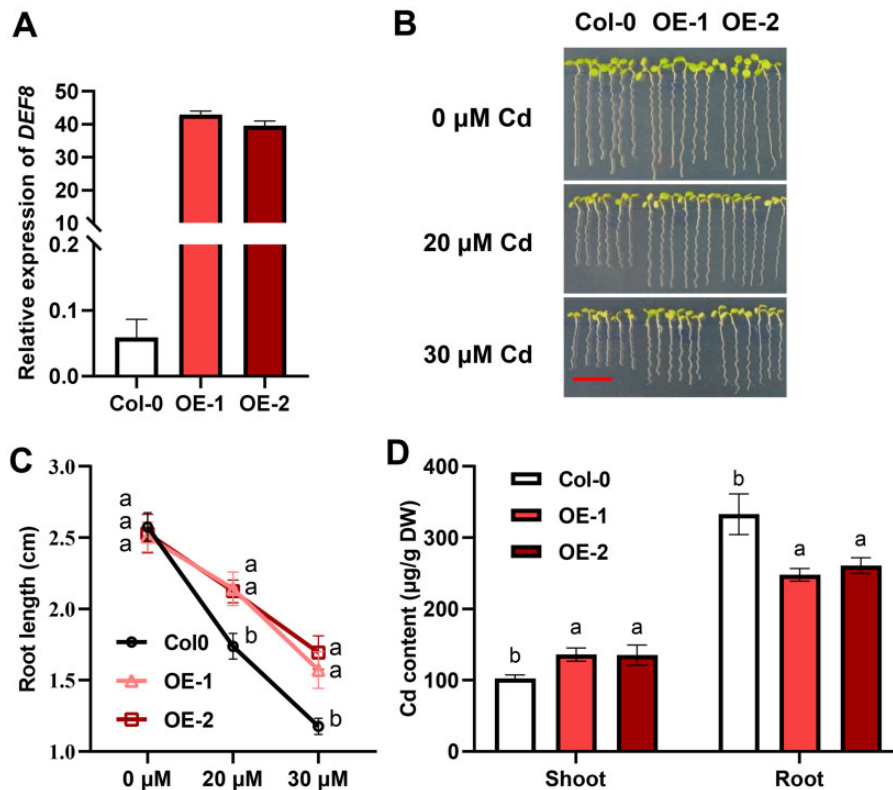 A
Relative expression of DEF8
50
40
30
20
10
0.2
0.1
0.0
Col-0 OE-1 OE-2
B
Col-0 OE-1 OE-2
0 µM Cd
20 µM Cd
30 µM Cd
C
Root length (cm)
3.0
2.5
2.0
1.5
1.0
a
a
a
a
a
b
a
a
b
Col0
OE-1
OE-2
0 µM 20 µM 30 µM
D
Cd content (µg/g DW)
400
300
200
100
0
Col-0
OE-1
OE-2
b a a b a a
Shoot Root